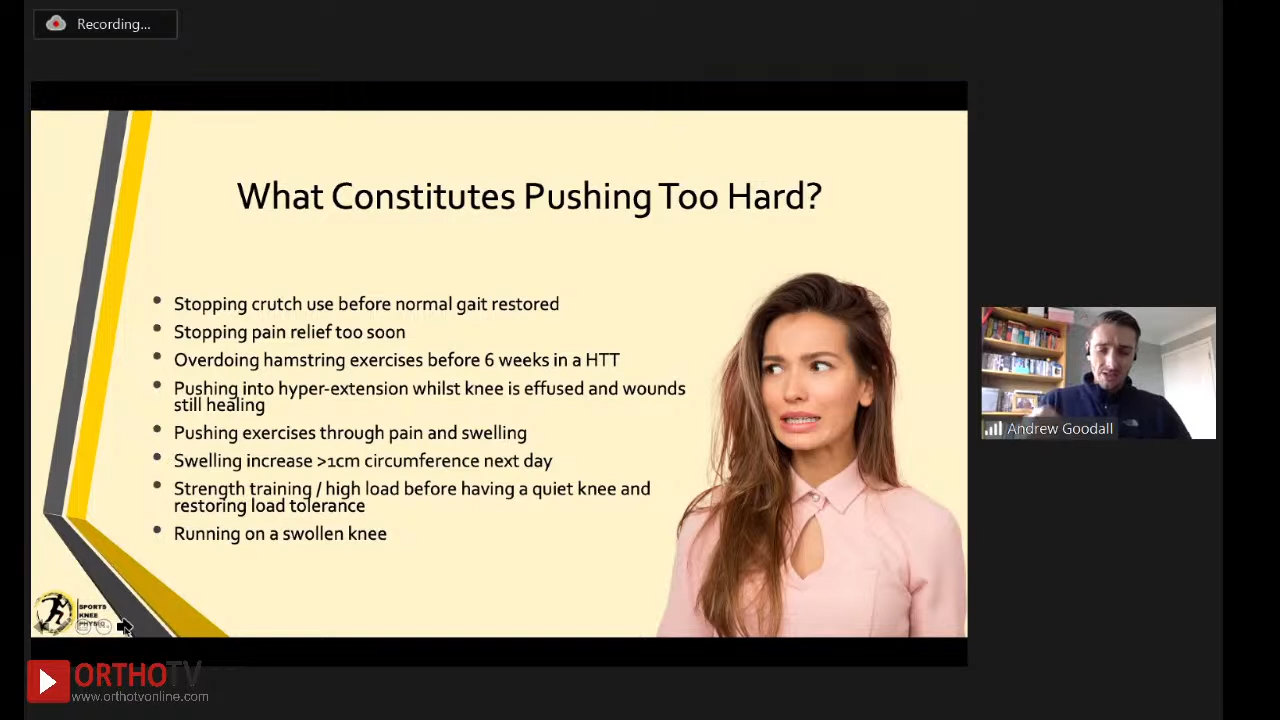 Recording...
What Constitutes Pushing Too Hard?
• Stopping crutch use before normal gait restored
• Stopping pain relief too soon
• Overdoing hamstring exercises before 6 weeks in a HTT
• Pushing into hyper-extension whilst knee is effused and wounds
still healing
• Pushing exercises through pain and swelling
• Swelling increase >1cm circumference next day
• Strength training / high load before having a quiet knee and
restoring load tolerance
• Running on a swollen knee
Andrew Goodall
SPORTS
KNEE
PHYSIO
ORTHOTV
www.orthotvonline.com